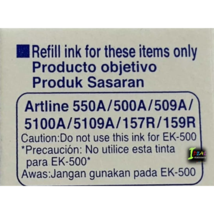 ■Refill ink for these items only
Producto objetivo
Produk Sasaran
Artline 550A/500A/509A/
5100A/5109A/157R/159R
Caution:Do not use this ink for EK-500
*Precaución: No utilice esta tinta
para EK-500
Awas:Jangan gunakan pada EK-500